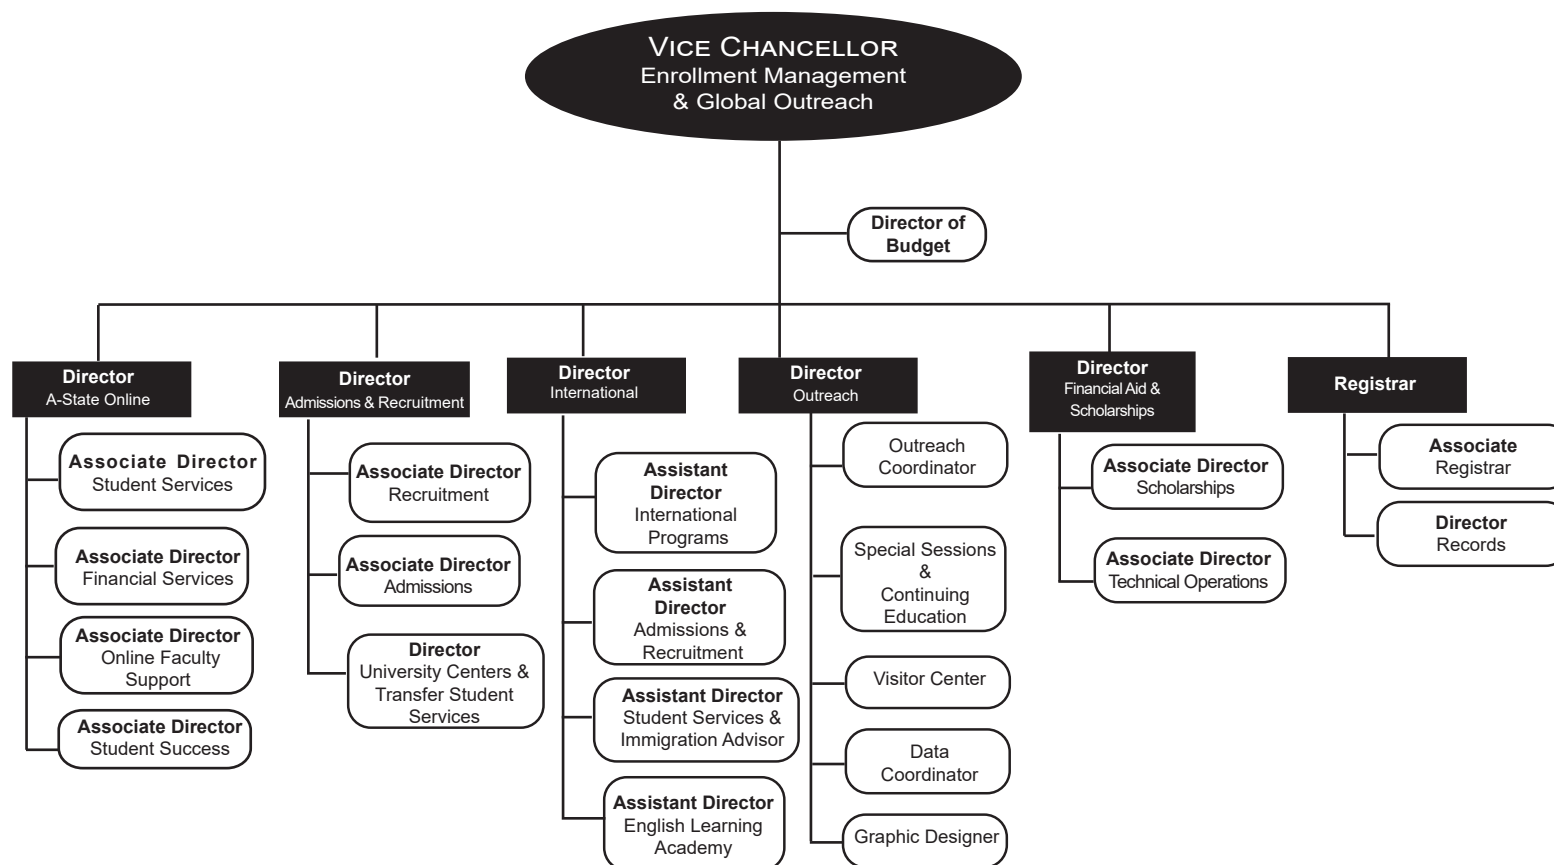 VICE CHANCELLOR
Enrollment Management
& Global Outreach
Director of
Budget
Director
A-State Online
Associate Director
Student Services
Associate Director
Financial Services
Associate Director
Online Faculty
Support
Associate Director
Student Success
Director
Admissions & Recruitment
Associate Director
Recruitment
Associate Director
Admissions
Director
University Centers &
Transfer Student
Services
Director
International
Assistant
Director
International
Programs
Assistant
Director
Admissions &
Recruitment
Assistant Director
Student Services &
Immigration Advisor
Assistant Director
English Learning
Academy
Director
Outreach
Outreach
Coordinator
Special Sessions
&
Continuing
Education
Visitor Center
Data
Coordinator
Graphic Designer
Director
Financial Aid &
Scholarships
Associate Director
Scholarships
Associate Director
Technical Operations
Registrar
Associate
Registrar
Director
Records